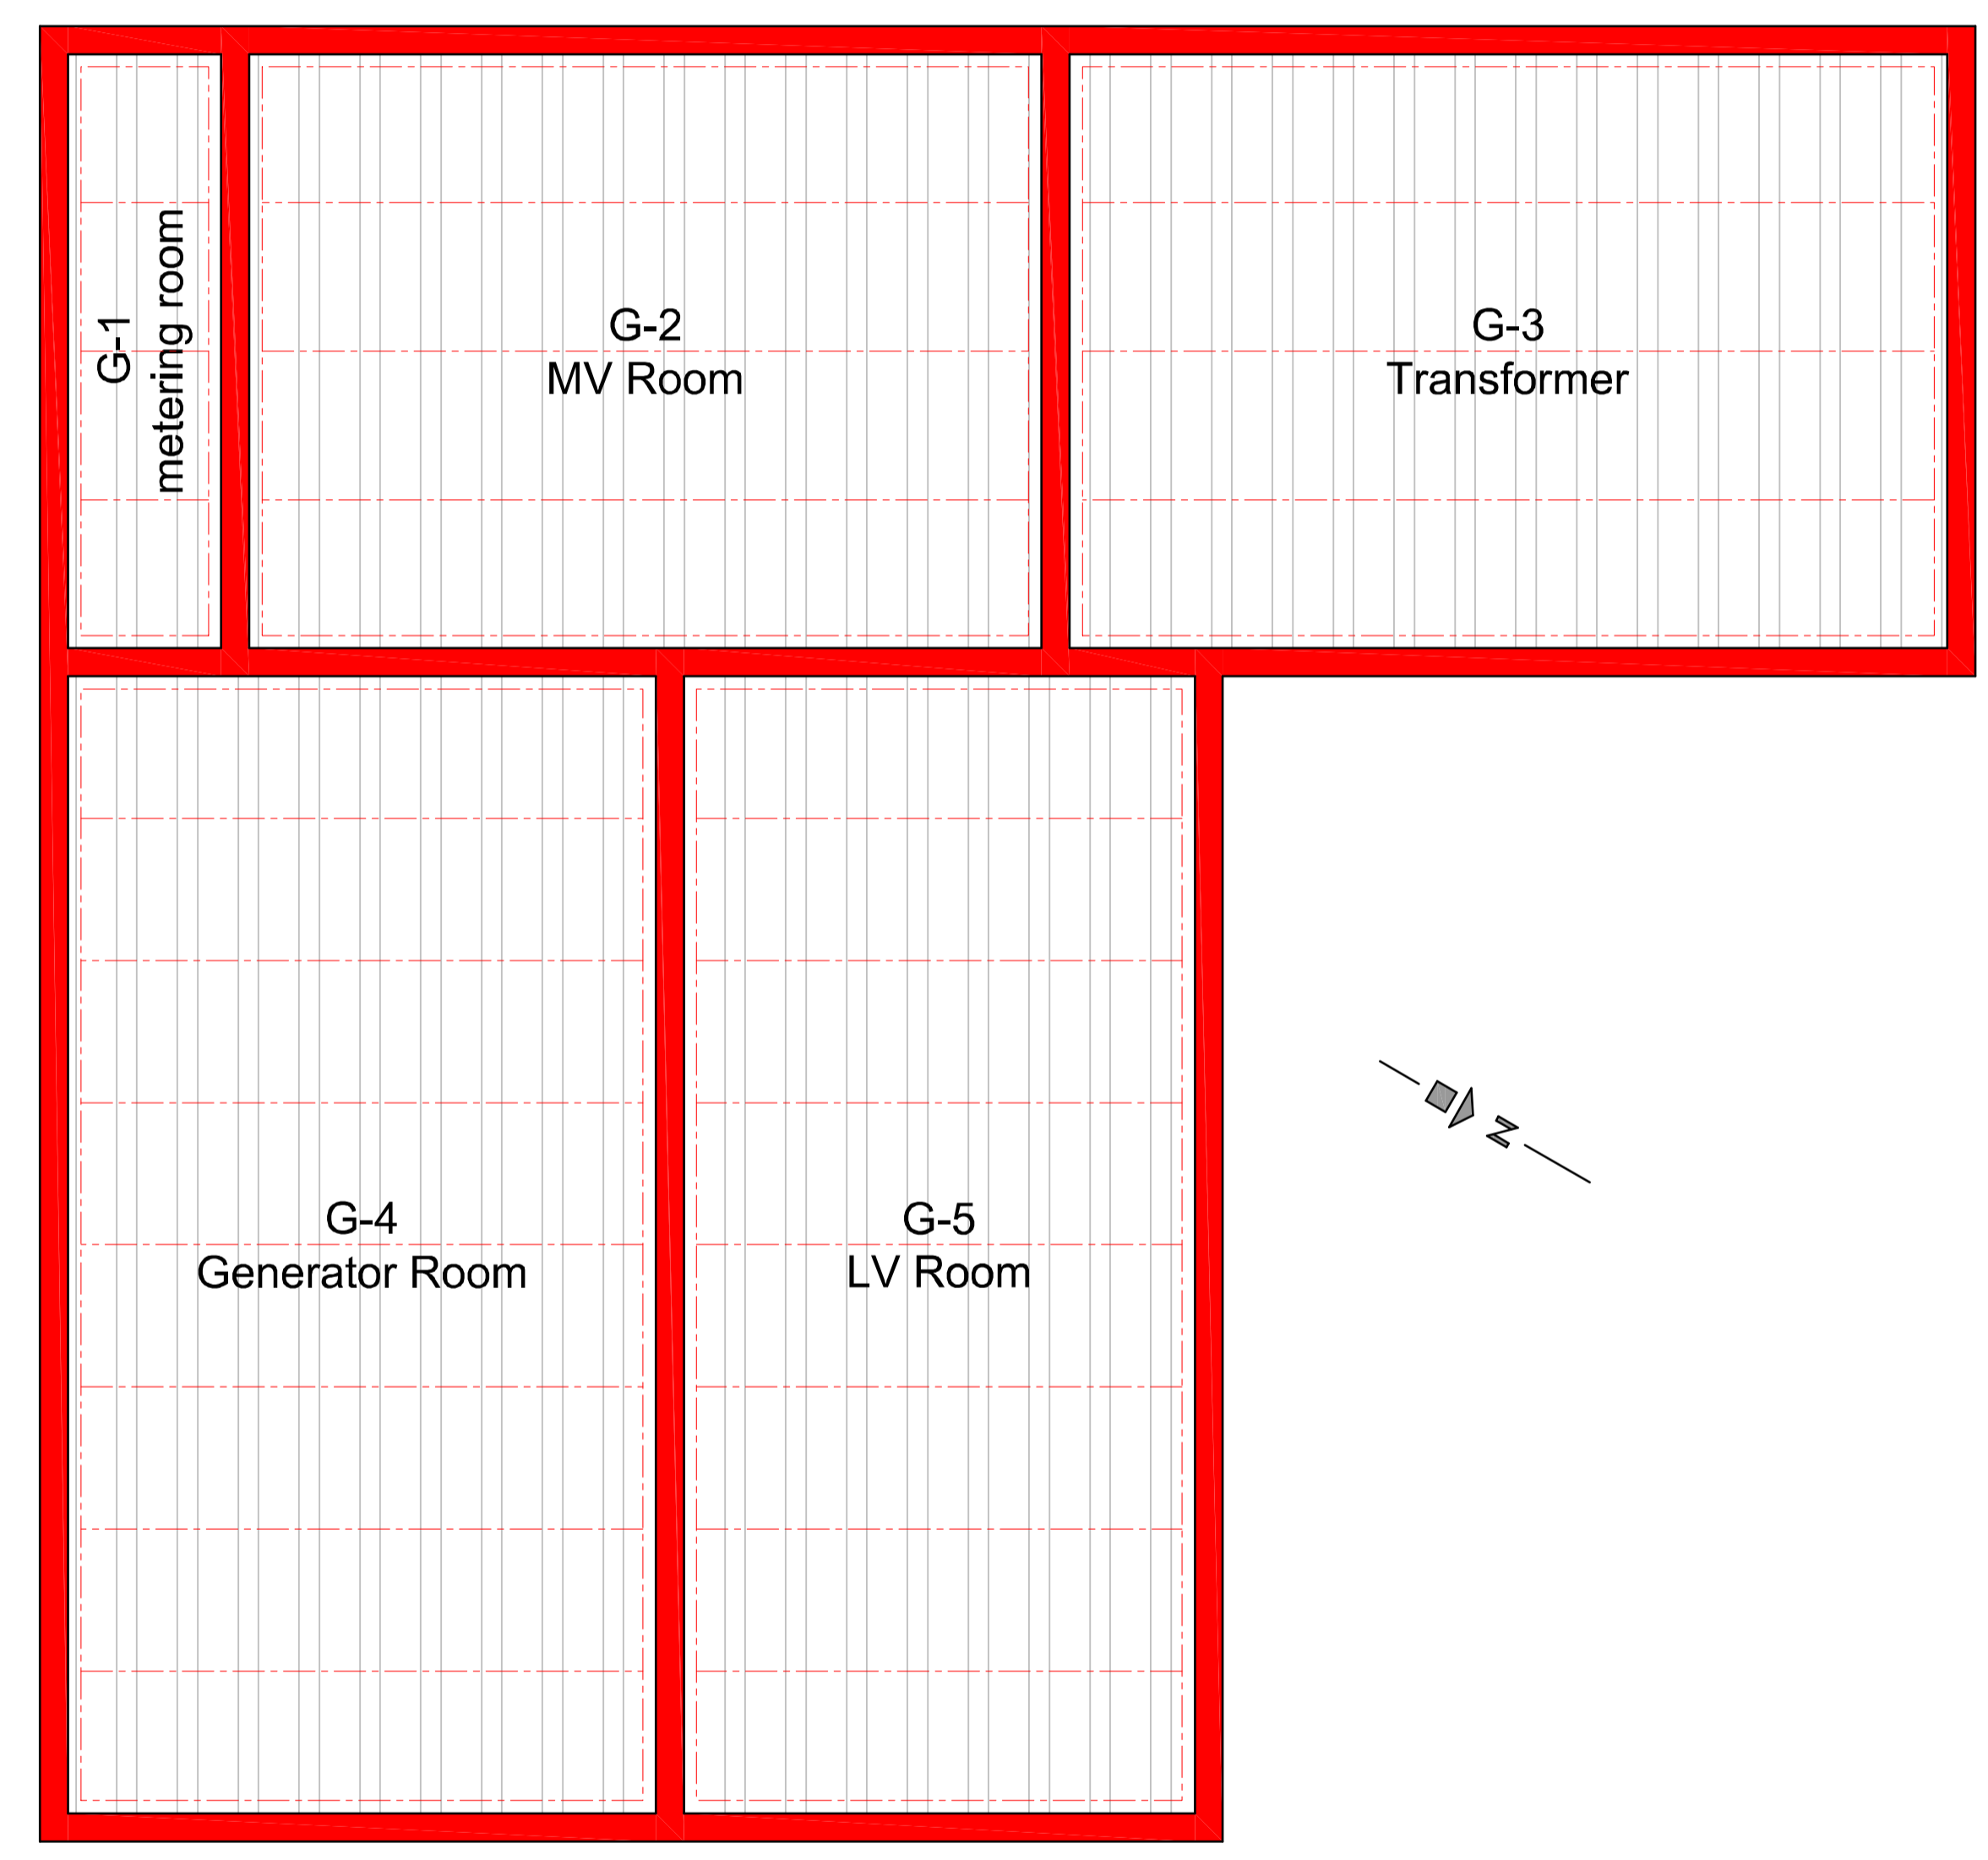 G-1
metering room
G-2
MV Room
G-3
Transformer
G-4
Generator Room
G-5
LV Room
N